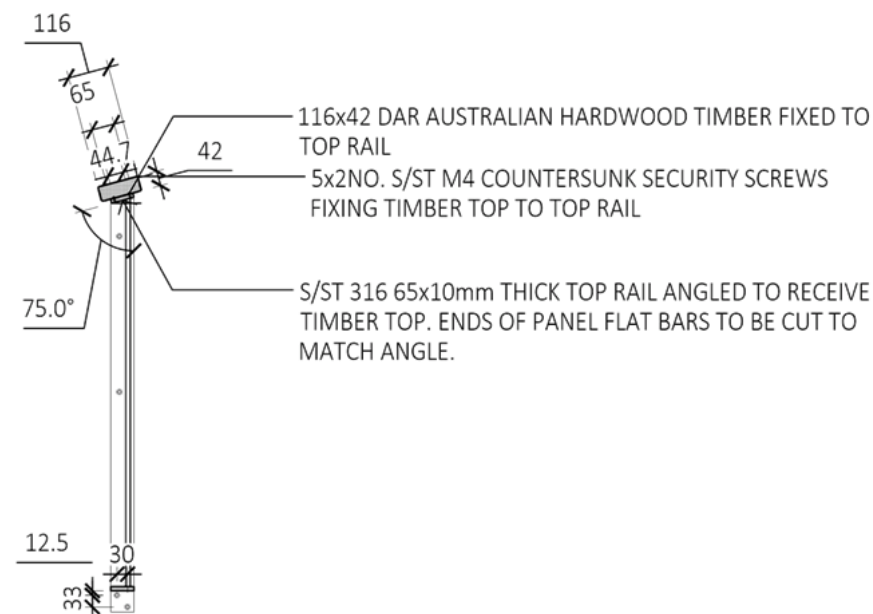 116
65
44.7
42
116x42 DAR AUSTRALIAN HARDWOOD TIMBER FIXED TO
TOP RAIL
5x2NO. S/ST M4 COUNTERSUNK SECURITY SCREWS
FIXING TIMBER TOP TO TOP RAIL
75.0°
S/ST 316 65x10mm THICK TOP RAIL ANGLED TO RECEIVE
TIMBER TOP. ENDS OF PANEL FLAT BARS TO BE CUT TO
MATCH ANGLE.
12.5
30
33